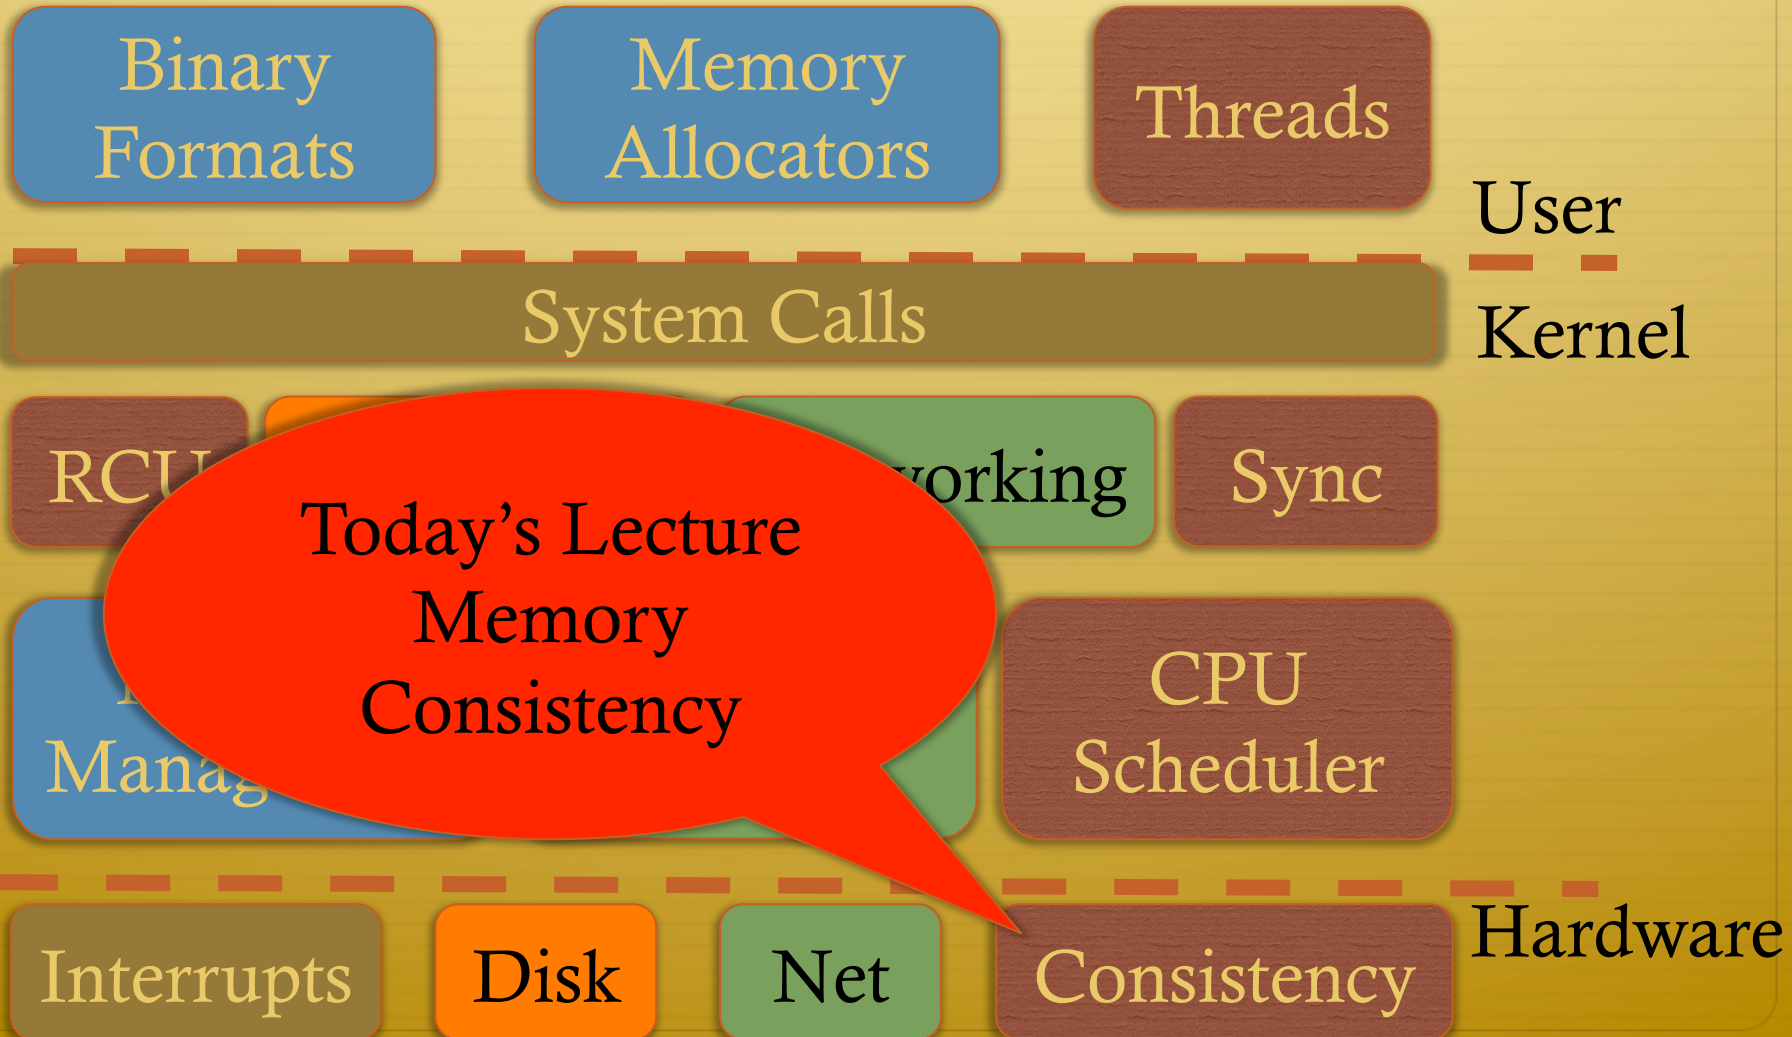 Binary
Formats
Memory
Allocators
Threads
User
System Calls
Kernel
RCU
Sync
Today’s Lecture
Memory
Consistency
CPU
Scheduler
Hardware
Interrupts
Disk
Net
Consistency